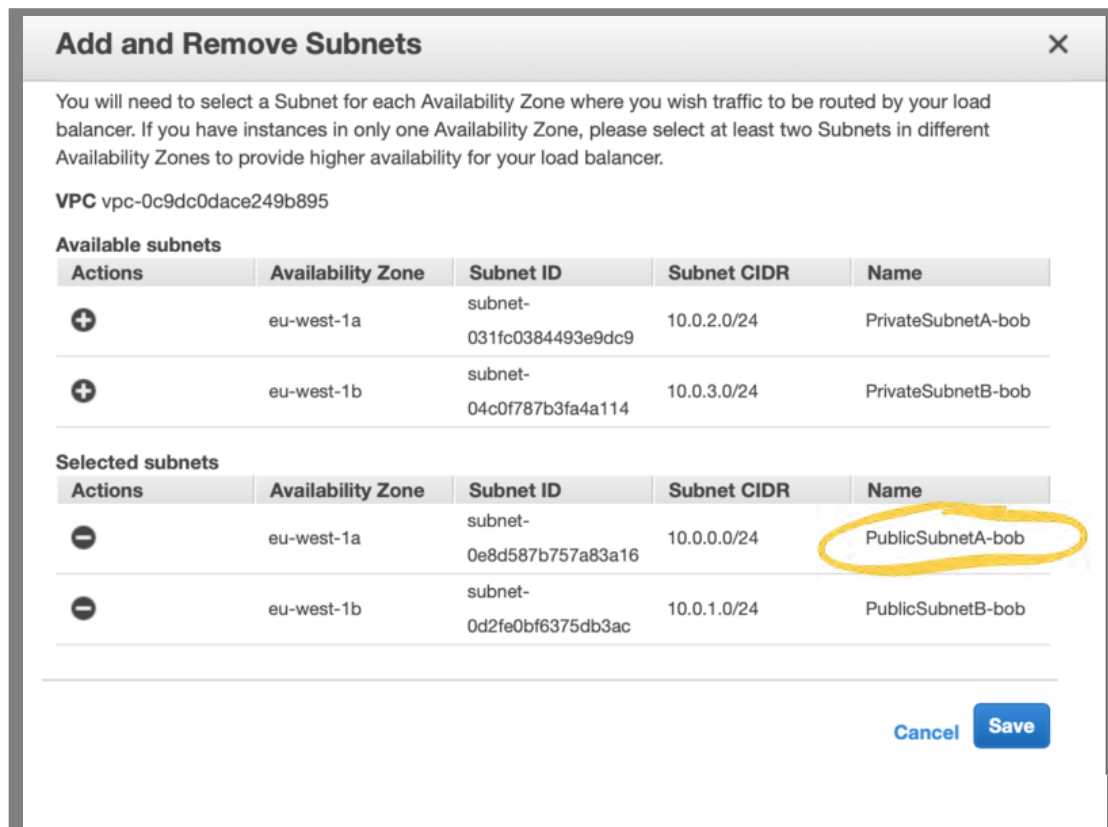 Add and Remove Subnets
You will need to select a Subnet for each Availability Zone where you wish traffic to be routed by your load
balancer. If you have instances in only one Availability Zone, please select at least two Subnets in different
Availability Zones to provide higher availability for your load balancer.
VPC vpc-0c9dc0dace249b895
Available subnets
Actions Availability Zone Subnet ID Subnet CIDR Name
eu-west-1a subnet-
031fc0384493e9dc9 10.0.2.0/24 PrivateSubnetA-bob
eu-west-1b subnet-
04c0f787b3fa4a114 10.0.3.0/24 PrivateSubnetB-bob
Selected subnets
Actions Availability Zone Subnet ID Subnet CIDR Name
eu-west-1a subnet-
0e8d587b757a83a16 10.0.0.0/24 PublicSubnetA-bob
eu-west-1b subnet-
0d2fe0bf6375db3ac 10.0.1.0/24 PublicSubnetB-bob
Cancel Save